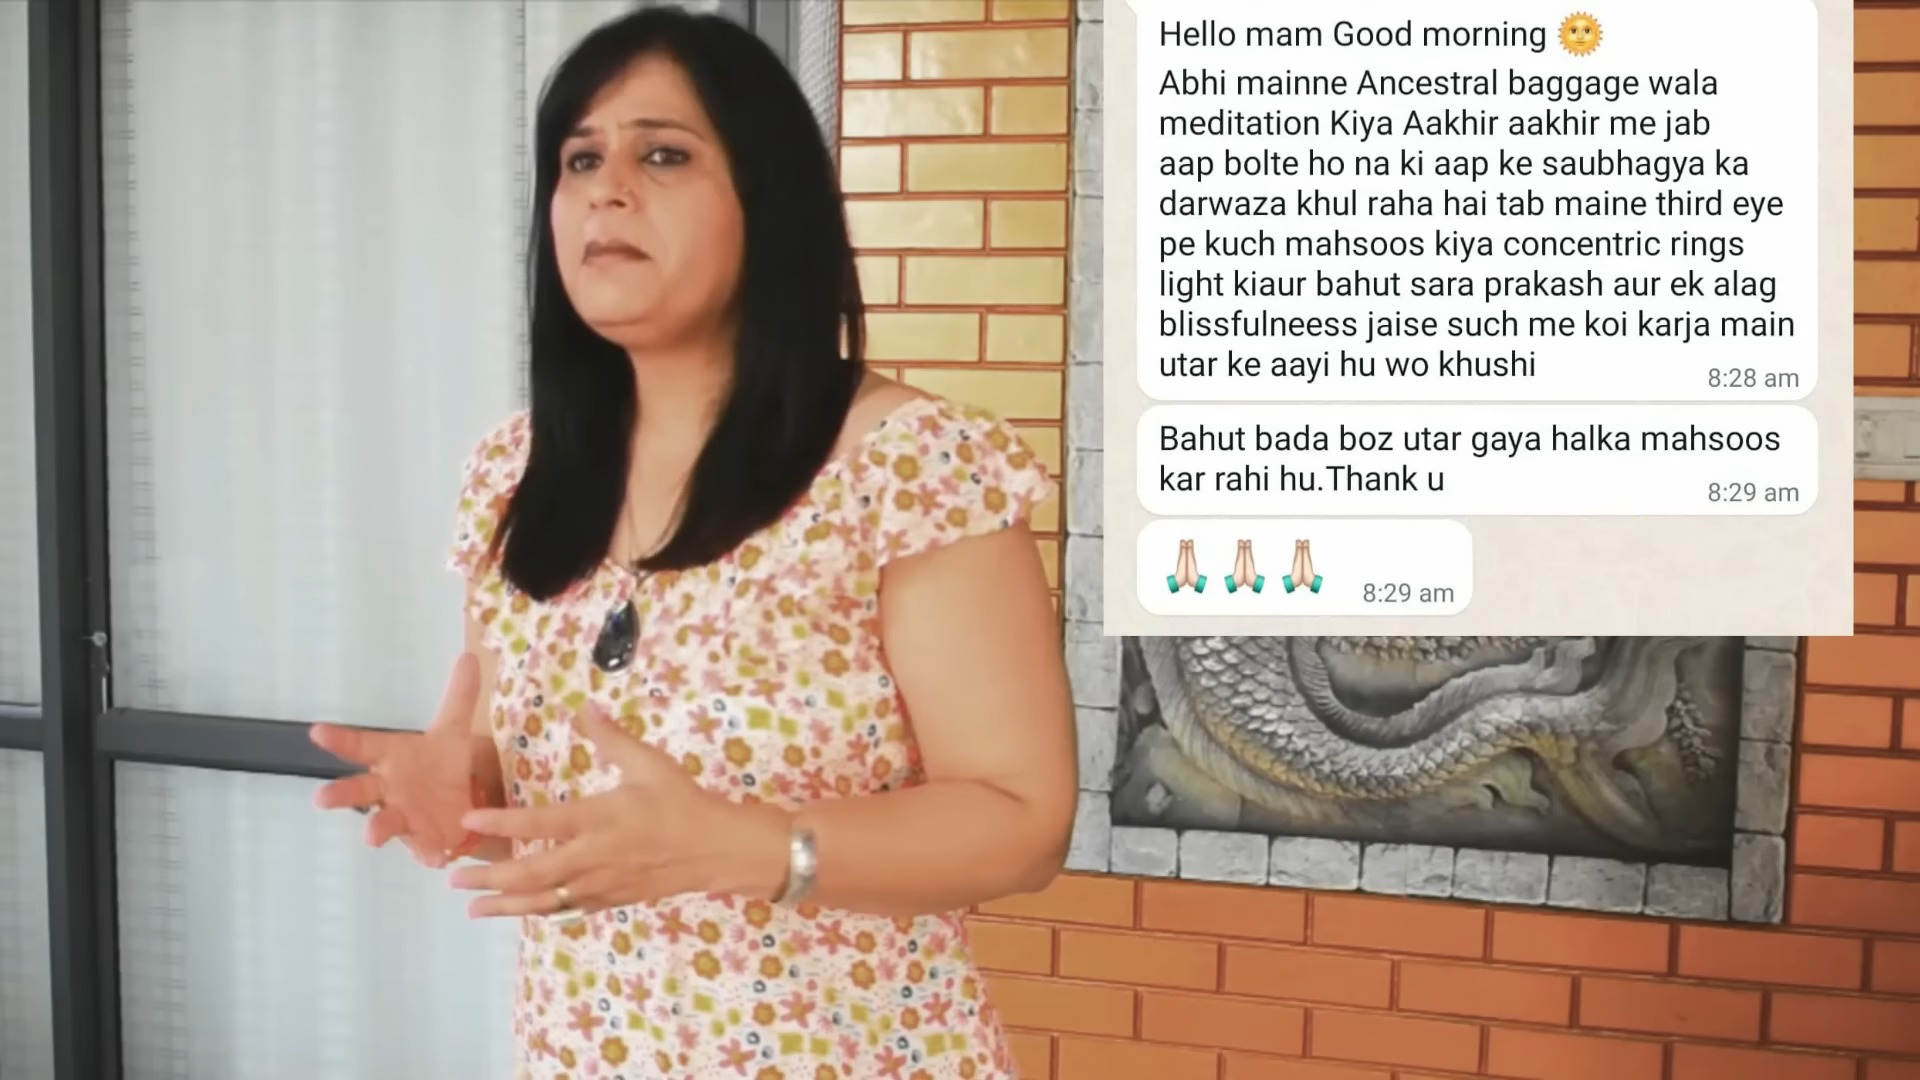 Hello mam Good morning 🌞
Abhi mainne Ancestral baggage wala
meditation Kiya Aakhir aakhir me jab
aap bolte ho na ki aap ke saubhagya ka
darwaza khul raha hai tab maine third eye
pe kuch mahsoos kiya concentric rings
light kiaur bahut sara prakash aur ek alag
blissfulneess jaise such me koi karja main
utar ke aayi hu wo khushi
8:28 am
Bahut bada boz utar gaya halka mahsoos
kar rahi hu.Thank u
8:29 am
🙏🏻🙏🏻🙏🏻
8:29 am